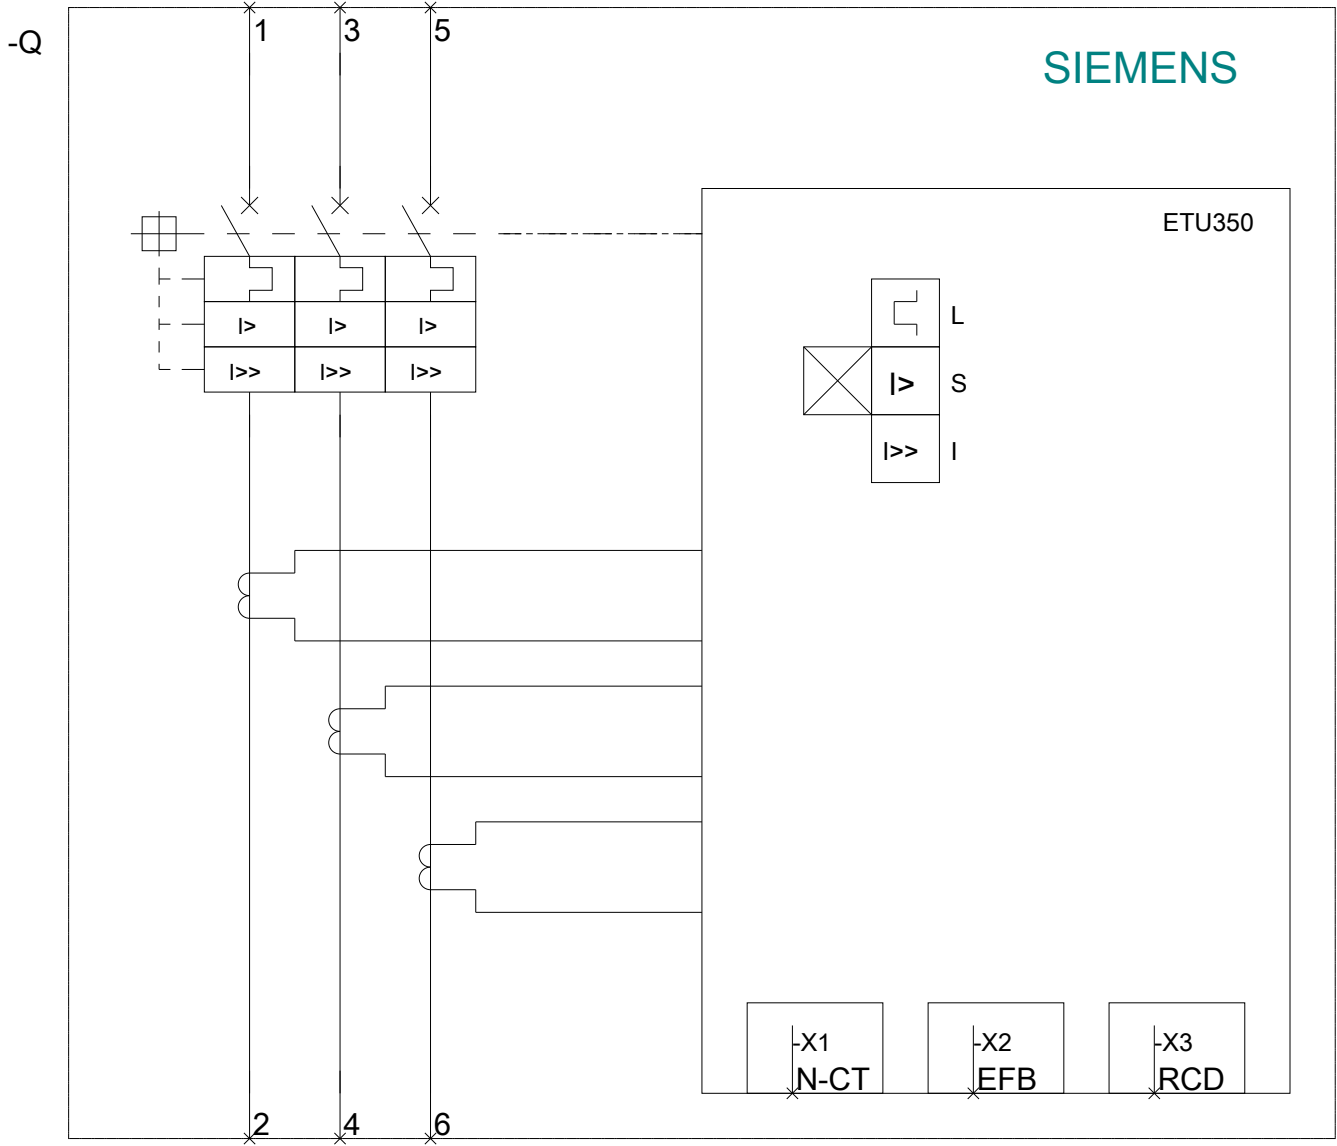 1 3 5
-Q
SIEMENS
ETU350
L
I> I> I>
I>> I>> I>>
I> S
I>> I
-X1 -X2 -X3
N-CT EFB RCD
2 4 6